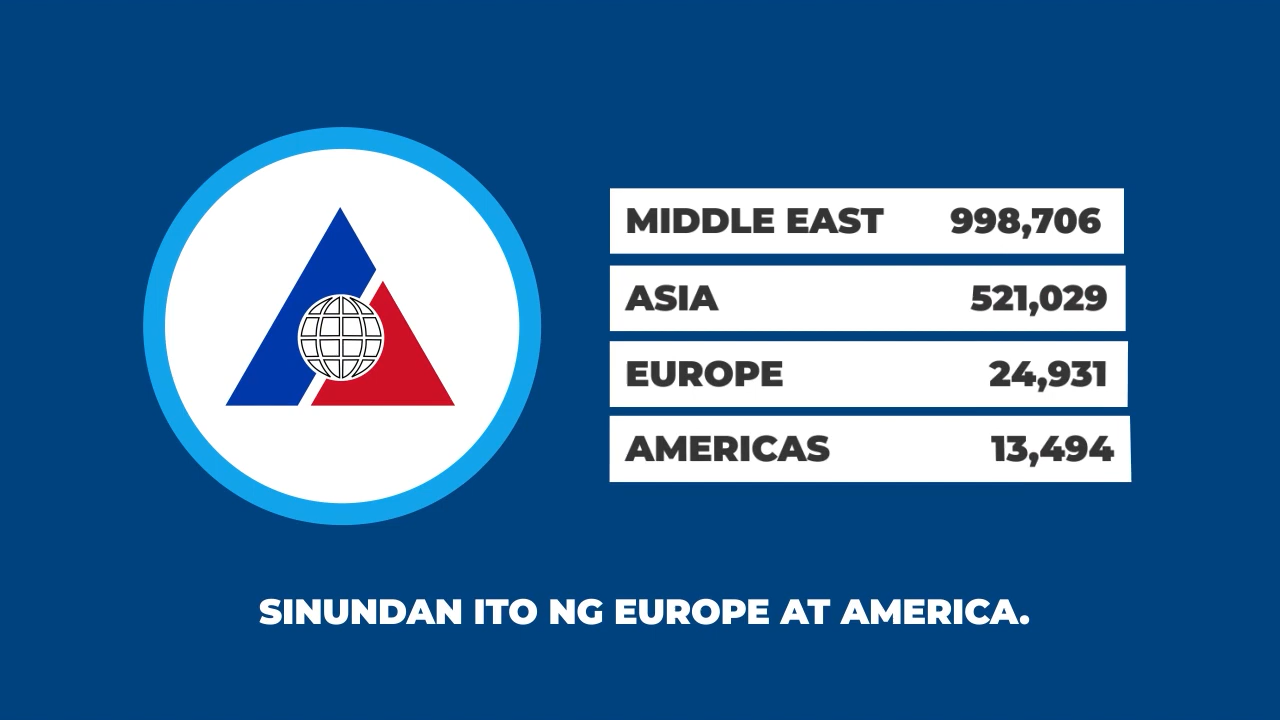 MIDDLE EAST 998,706
ASIA 521,029
EUROPE 24,931
AMERICAS 13,494
SINUNDAN ITO NG EUROPE AT AMERICA.